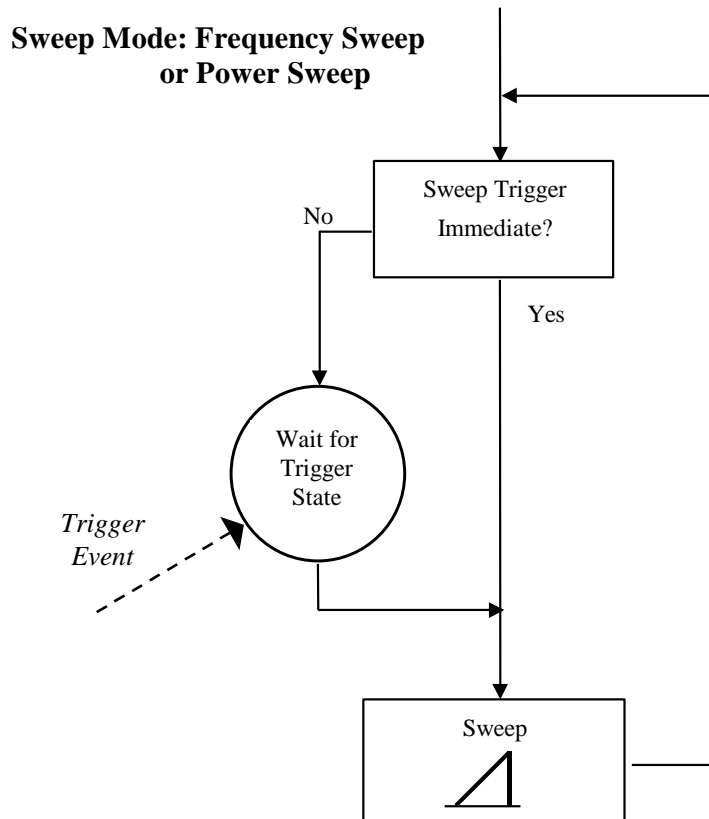 Sweep Mode: Frequency Sweep
or Power Sweep
Sweep Trigger
Immediate?
No
Yes
Wait for
Trigger
State
Trigger
Event
Sweep